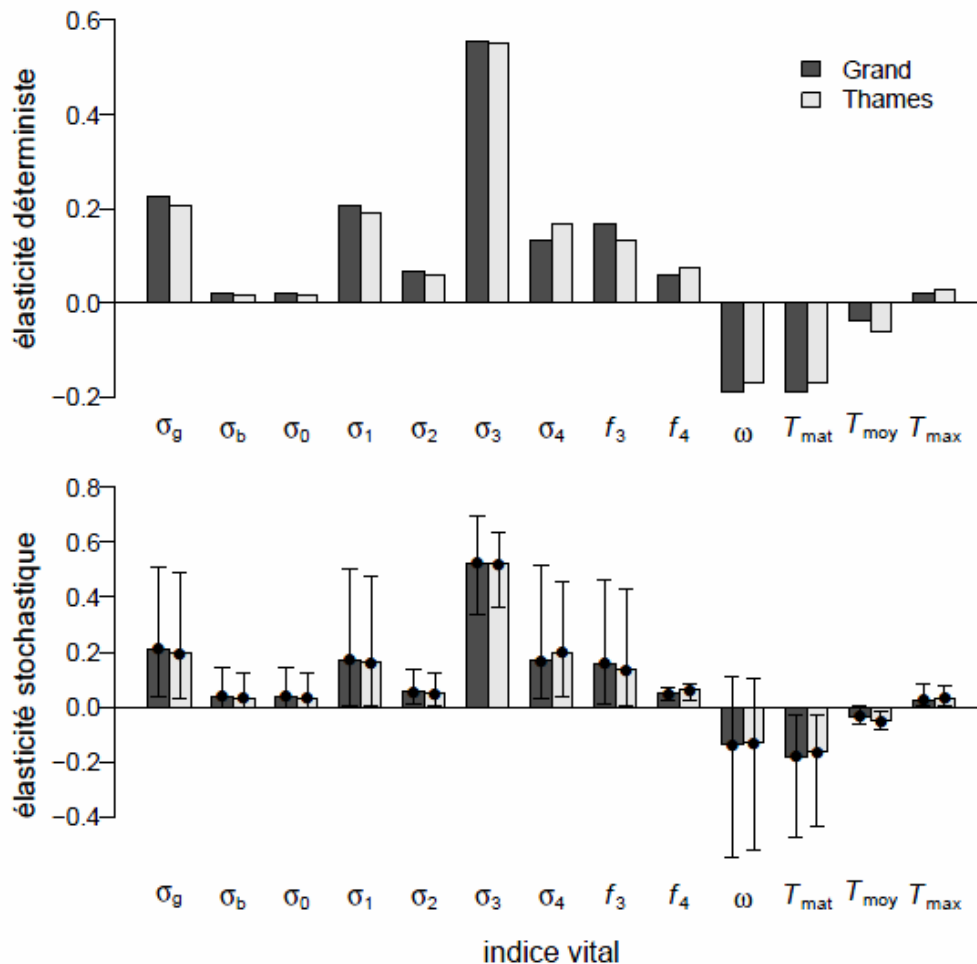 élasticité déterministe
0.6
0.4
0.2
0.0
−0.2
Grand
Thames
σg σb σ0 σ1 σ2 σ3 σ4 f3 f4 ω Tmat Tmoy Tmax
élasticité stochastique
0.8
0.6
0.4
0.2
0.0
−0.2
−0.4
σg σb σ0 σ1 σ2 σ3 σ4 f3 f4 ω Tmat Tmoy Tmax
indice vital